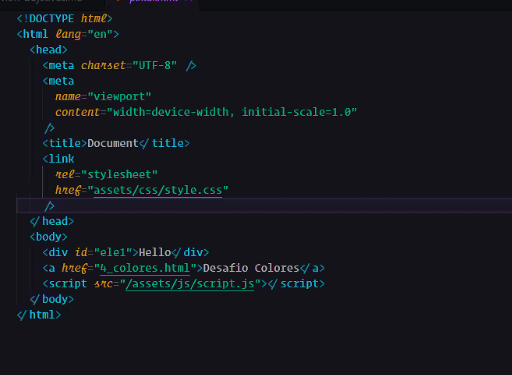 <!DOCTYPE html>
<html lang="en">
<head>
<meta charset="UTF-8" />
<meta
name="viewport"
content="width=device-width, initial-scale=1.0"
/>
<title>Document</title>
<link
rel="stylesheet"
href="assets/css/style.css"
/>
</head>
<body>
<div id="ele1">Hello</div>
<a href="4_colores.html">Desafio Colores</a>
<script src="/assets/js/script.js"></script>
</body>
</html>